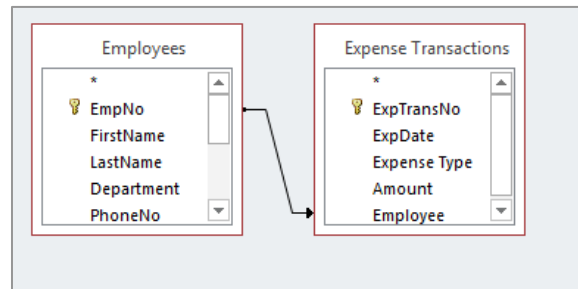 Employees
*
EmpNo
FirstName
LastName
Department
PhoneNo
Expense Transactions
*
ExpTransNo
ExpDate
Expense Type
Amount
Employee